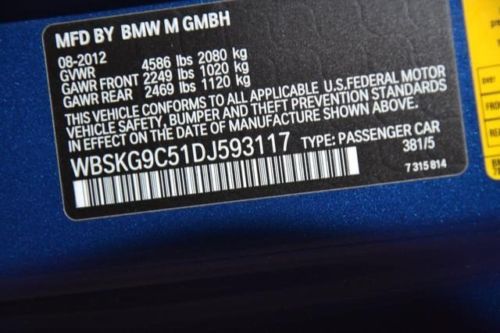 MFD BY BMW M GMBH
08-2012
GVWR 4586 lbs 2080 kg
GAWR FRONT 2249 lbs 1020 kg
GAWR REAR 2469 lbs 1120 kg
THIS VEHICLE CONFORMS TO ALL APPLICABLE U.S.FEDERAL MOTOR
VEHICLE SAFETY, BUMPER AND THEFT PREVENTION STANDARDS
IN EFFECT ON THE DATE OF MANUFACTURE SHOWN ABOVE.
WBSKG9C51DJ593117 TYPE: PASSENGER CAR
381/5
7 315 814